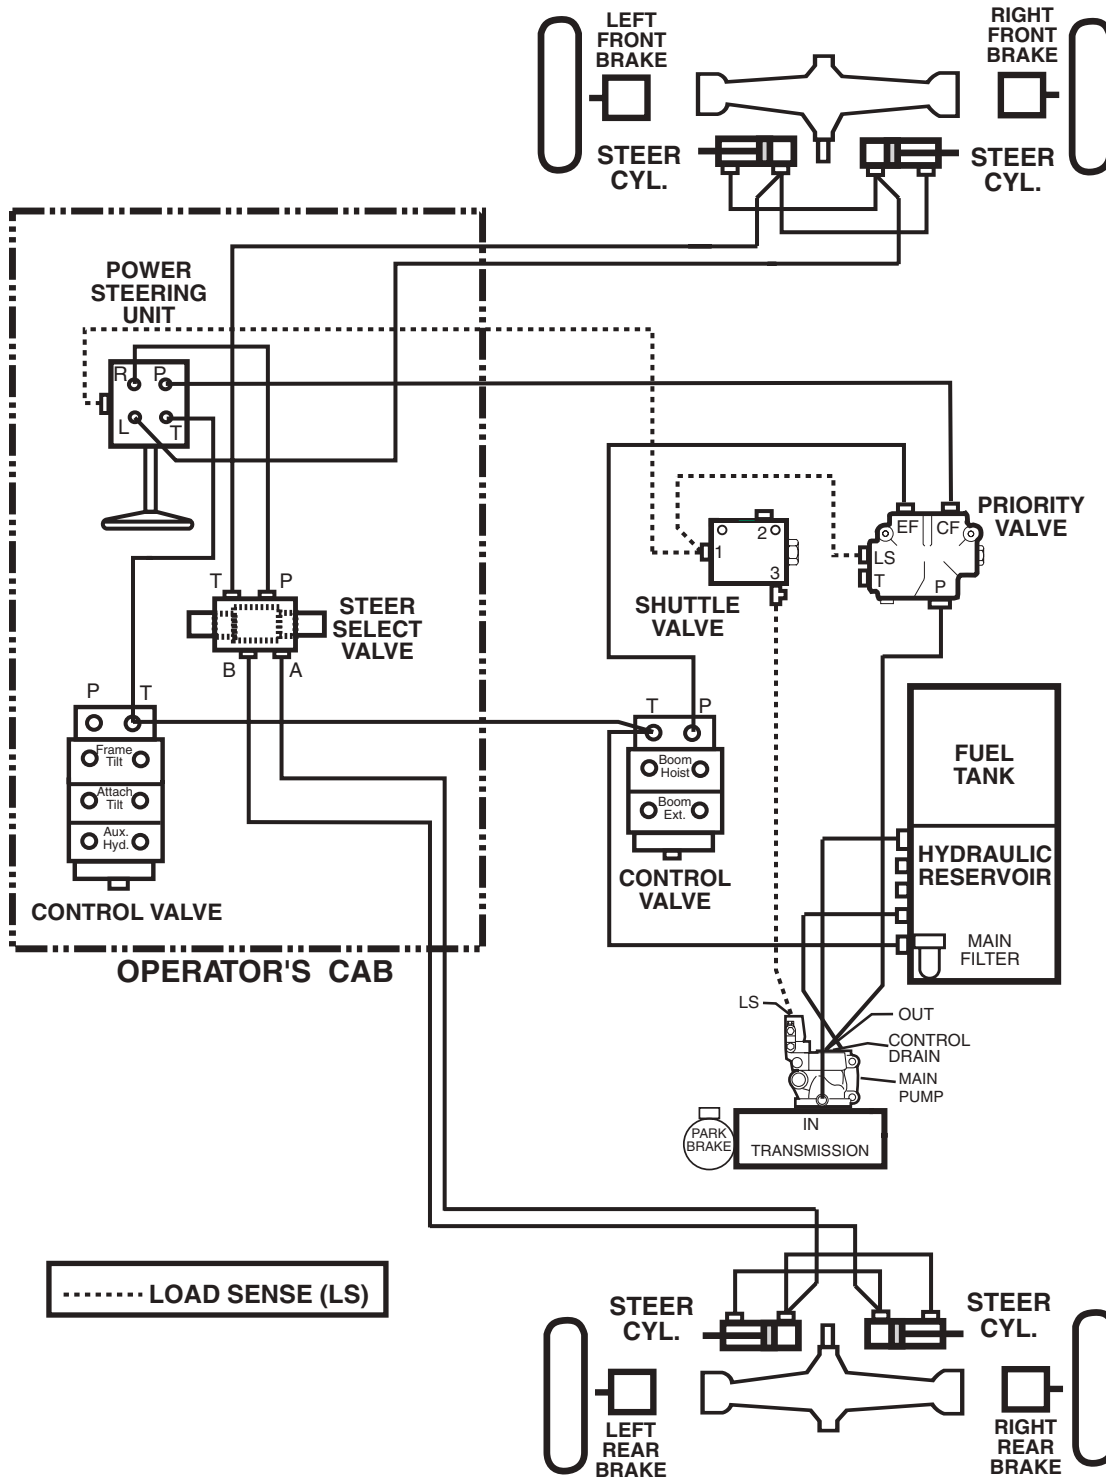 LEFT
FRONT
BRAKE
RIGHT
FRONT
BRAKE
STEER
CYL.
STEER
CYL.
POWER
STEERING
UNIT
R P
L T
PRIORITY
VALVE
EF CF
LS
T
P
1
2
3
SHUTTLE
VALVE
T P
STEER
SELECT
VALVE
B A
P T
Frame
Tilt
Attach
Tilt
Aux.
Hyd.
CONTROL VALVE
OPERATOR'S CAB
T P
Boom
Hoist
Boom
Ext.
CONTROL
VALVE
FUEL
TANK
HYDRAULIC
RESERVOIR
MAIN
FILTER
LS
OUT
CONTROL
DRAIN
MAIN
PUMP
IN
PARK
BRAKE
TRANSMISSION
LOAD SENSE (LS)
STEER
CYL.
STEER
CYL.
LEFT
REAR
BRAKE
RIGHT
REAR
BRAKE